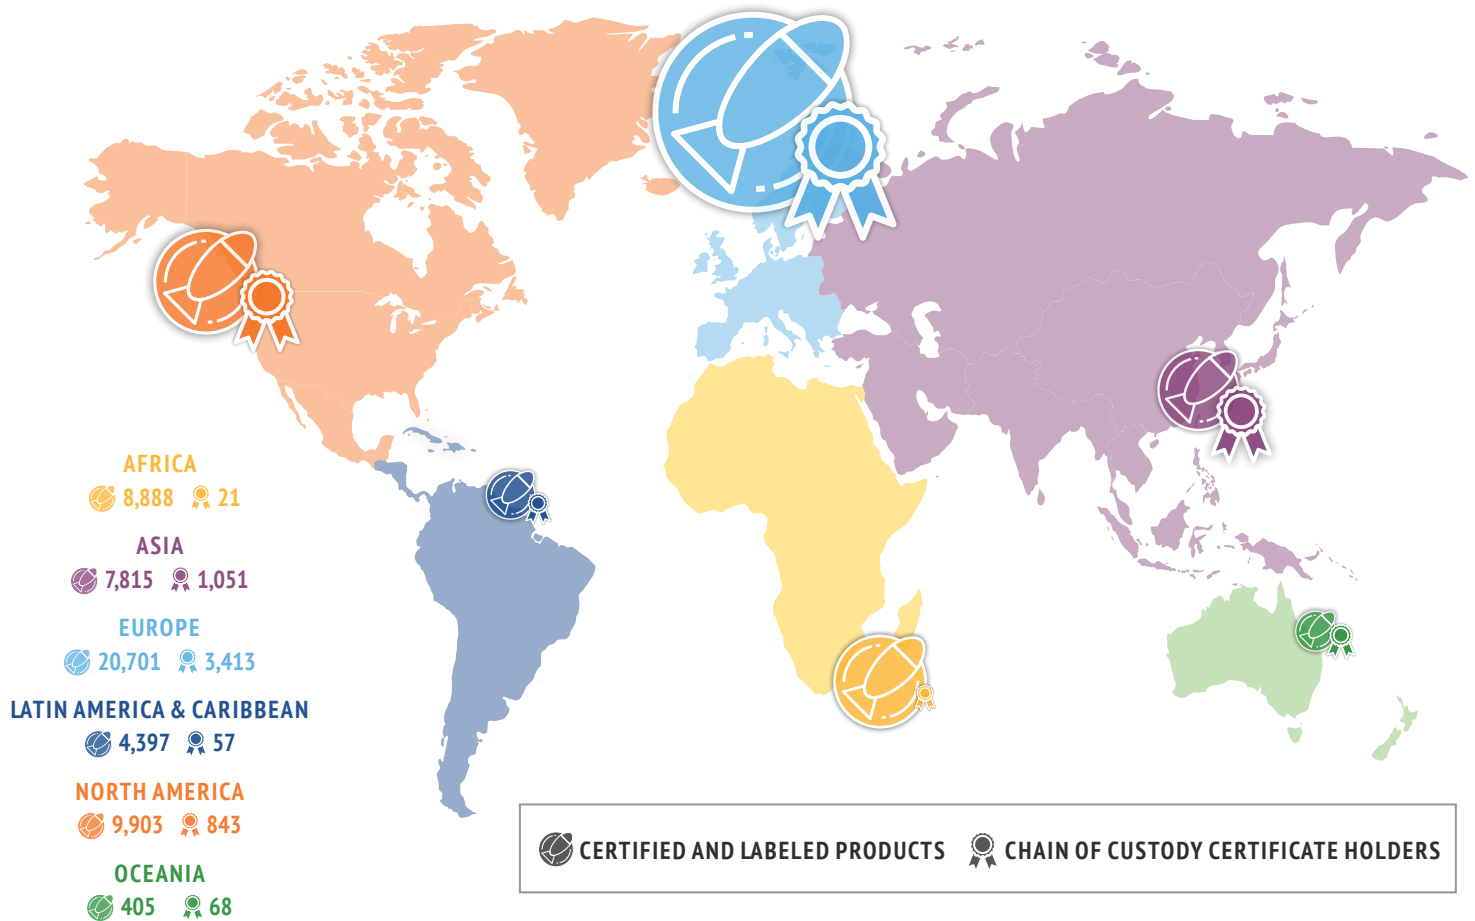 AFRICA
8,888 21
ASIA
7,815 1,051
EUROPE
20,701 3,413
LATIN AMERICA & CARIBBEAN
4,397 57
NORTH AMERICA
9,903 843
OCEANIA
405 68
CERTIFIED AND LABELED PRODUCTS CHAIN OF CUSTODY CERTIFICATE HOLDERS